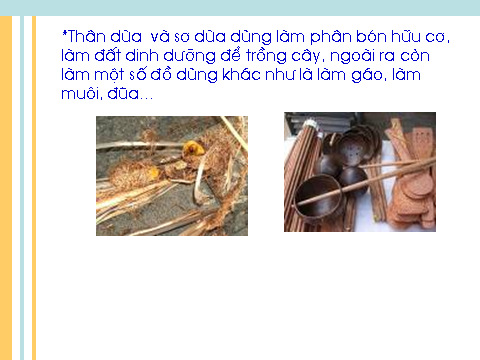 *Thân dừa và sơ dừa dùng làm phân bón hữu cơ,
làm đất dinh dưỡng để trồng cây, ngoài ra còn
làm một số đồ dùng khác như là làm gáo, làm
muôi, đũa...